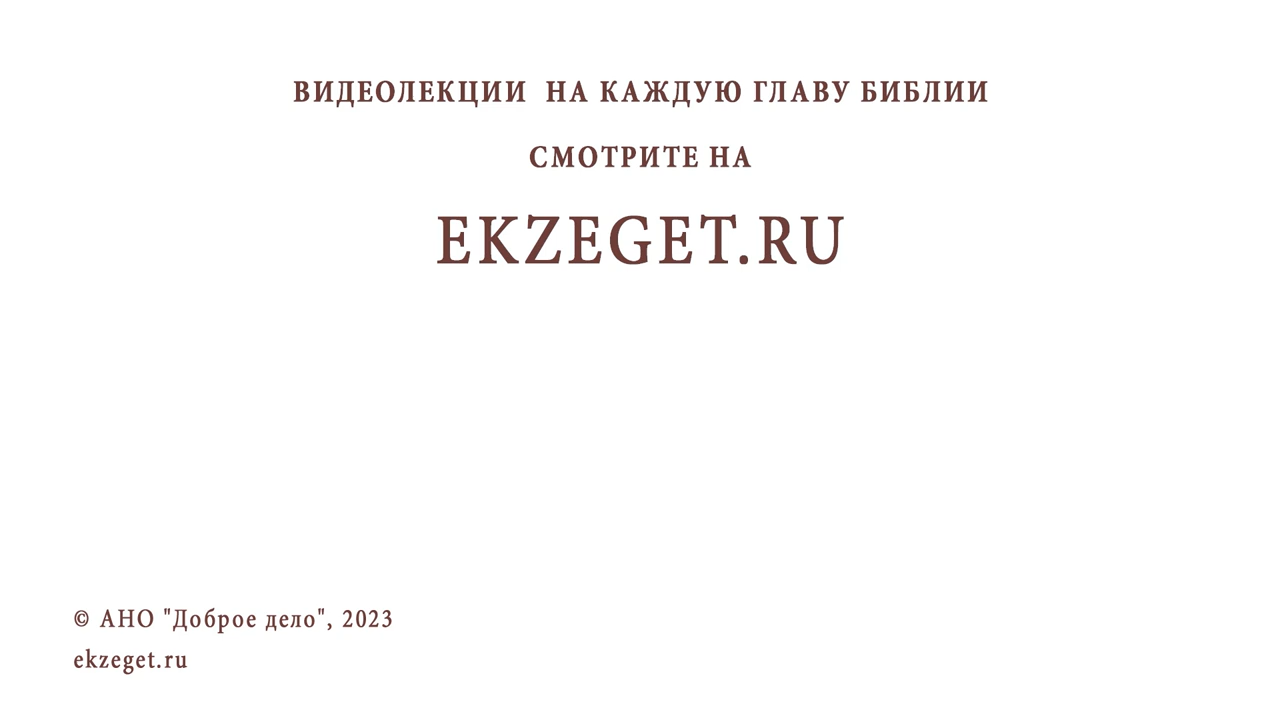 ВИДЕОЛЕКЦИИ НА КАЖДУЮ ГЛАВУ БИБЛИИ
СМОТРИТЕ НА
EKZEGET.RU
© АНО "Доброе дело", 2023
ekzeget.ru